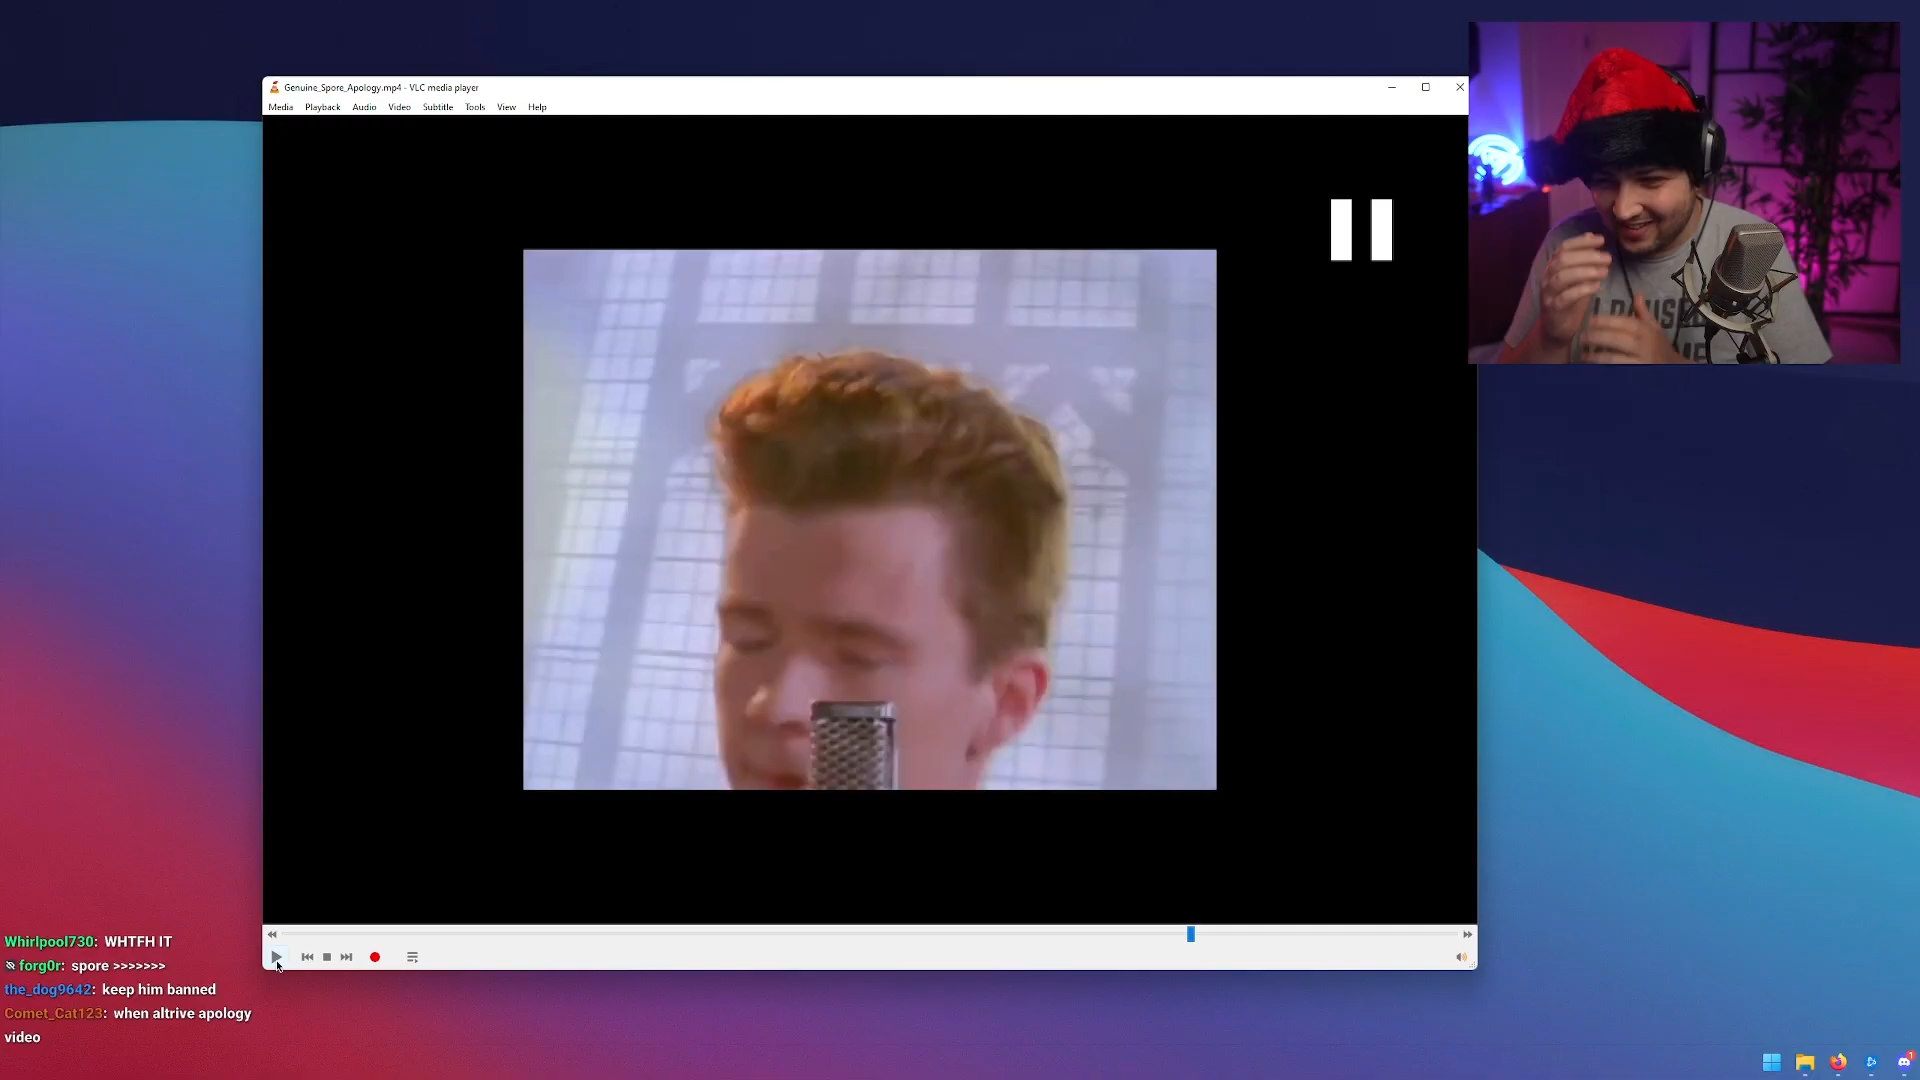 Genuine_Spore_Apology.mp4 - VLC media player
Media Playback Audio Video Subtitle Tools View Help
Whirlpool730: WHTFH IT
forg0r: spore >>>>>>>
the_dog9642: keep him banned
Comet_Cat123: when altrive apology
video
1